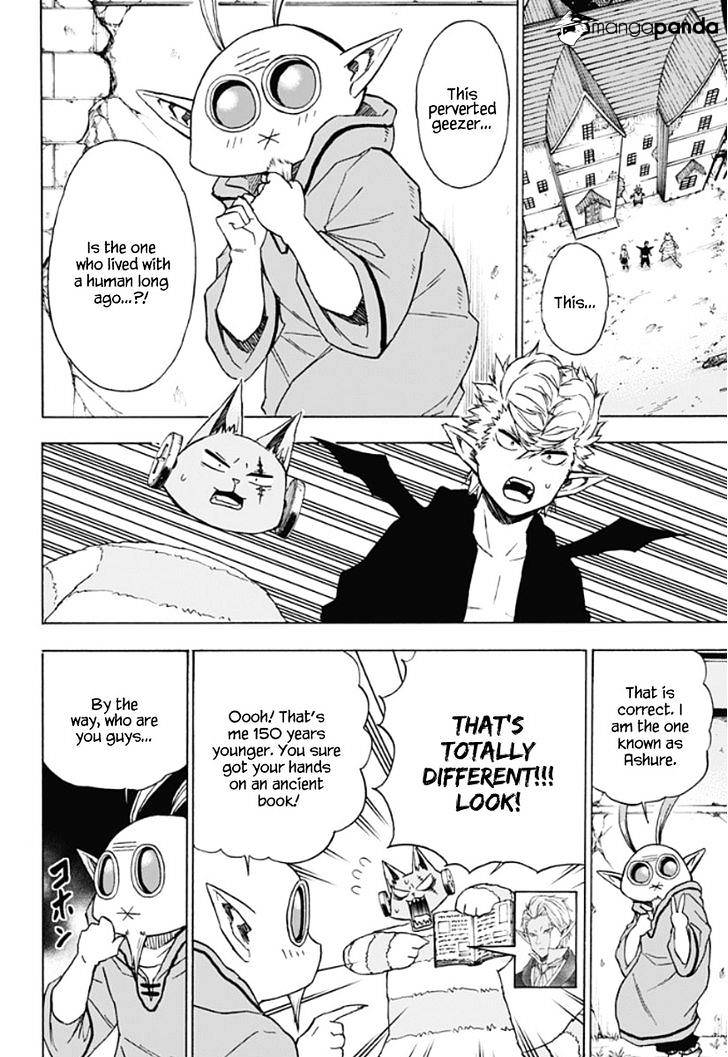 mangapanda
This...
This
perverted
geezer...
Is the one
who lived with
a human long
ago...?!
That is
correct. I
am the one
known as
Ashure.
THAT'S
TOTALLY
DIFFERENT!!!
LOOK!
Oooh! That's
me 150 years
younger. You sure
got your hands
on an ancient
book!
By the
way, who are
you guys...
コホン